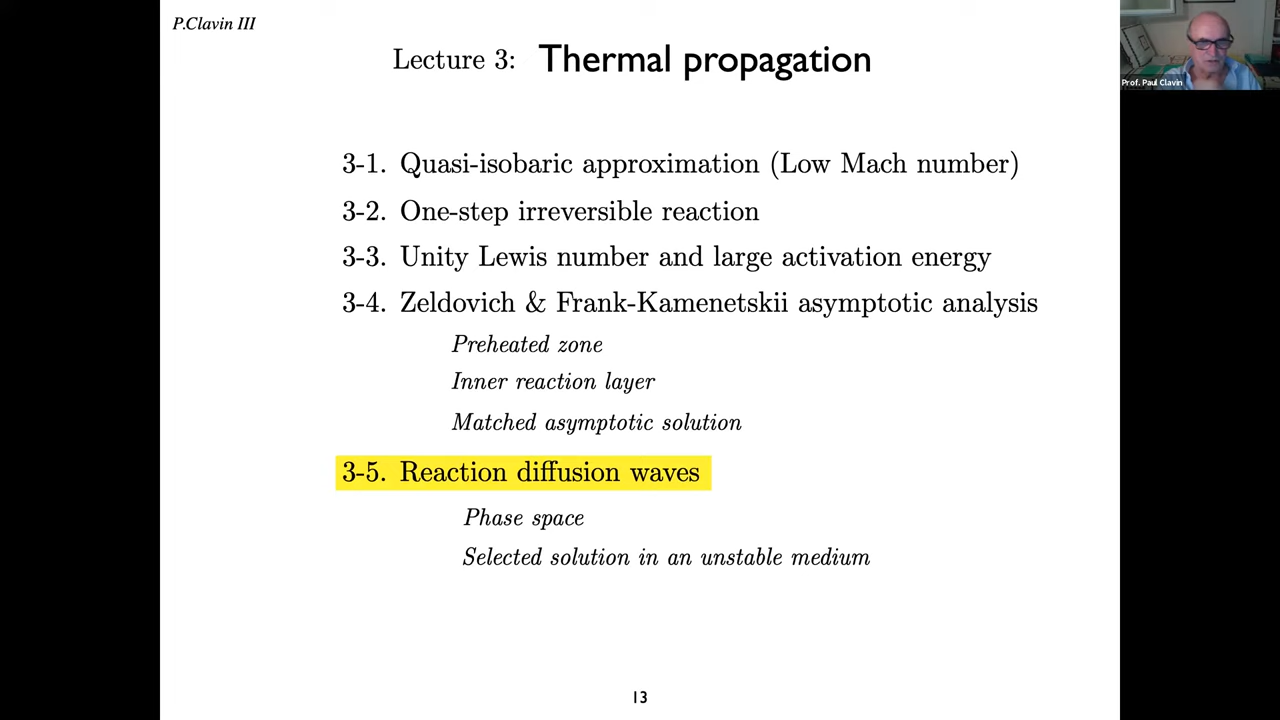 P.Clavin III
Prof. Paul Clavin
Lecture 3: Thermal propagation
3-1. Quasi-isobaric approximation (Low Mach number)
3-2. One-step irreversible reaction
3-3. Unity Lewis number and large activation energy
3-4. Zeldovich & Frank-Kamenetskii asymptotic analysis
Preheated zone
Inner reaction layer
Matched asymptotic solution
3-5. Reaction diffusion waves
Phase space
Selected solution in an unstable medium
13